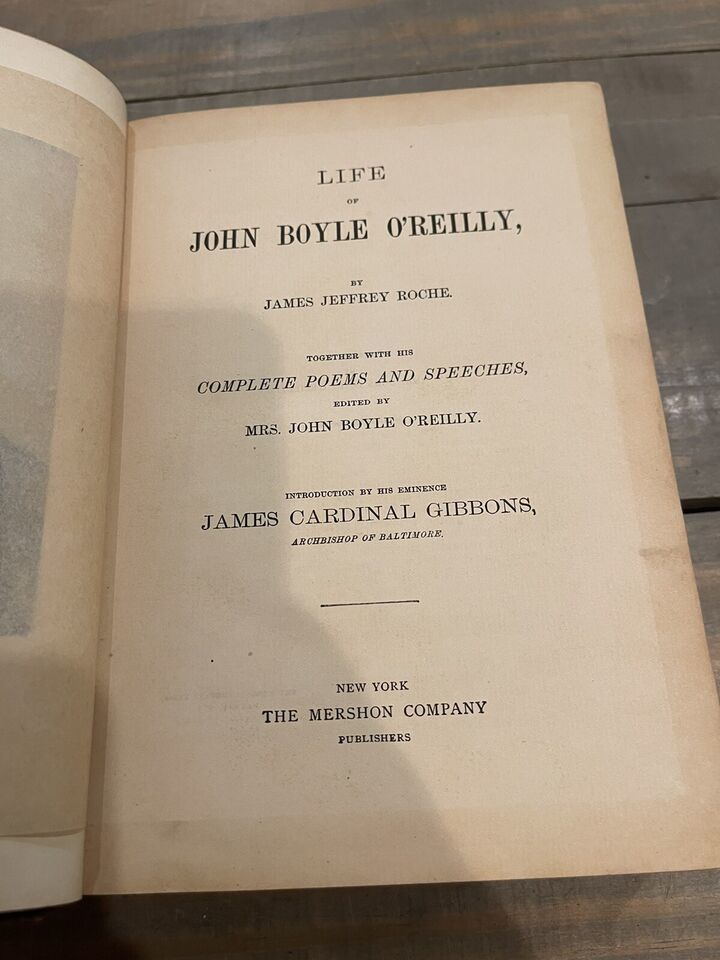 LIFE
OF
JOHN BOYLE O'REILLY,
BY
JAMES JEFFREY ROCHE.
TOGETHER WITH HIS
COMPLETE POEMS AND SPEECHES,
EDITED BY
MRS. JOHN BOYLE O'REILLY.
INTRODUCTION BY HIS EMINENCE
JAMES CARDINAL GIBBONS,
ARCHBISHOP OF BALTIMORE.
NEW YORK
THE MERSHON COMPANY
PUBLISHERS